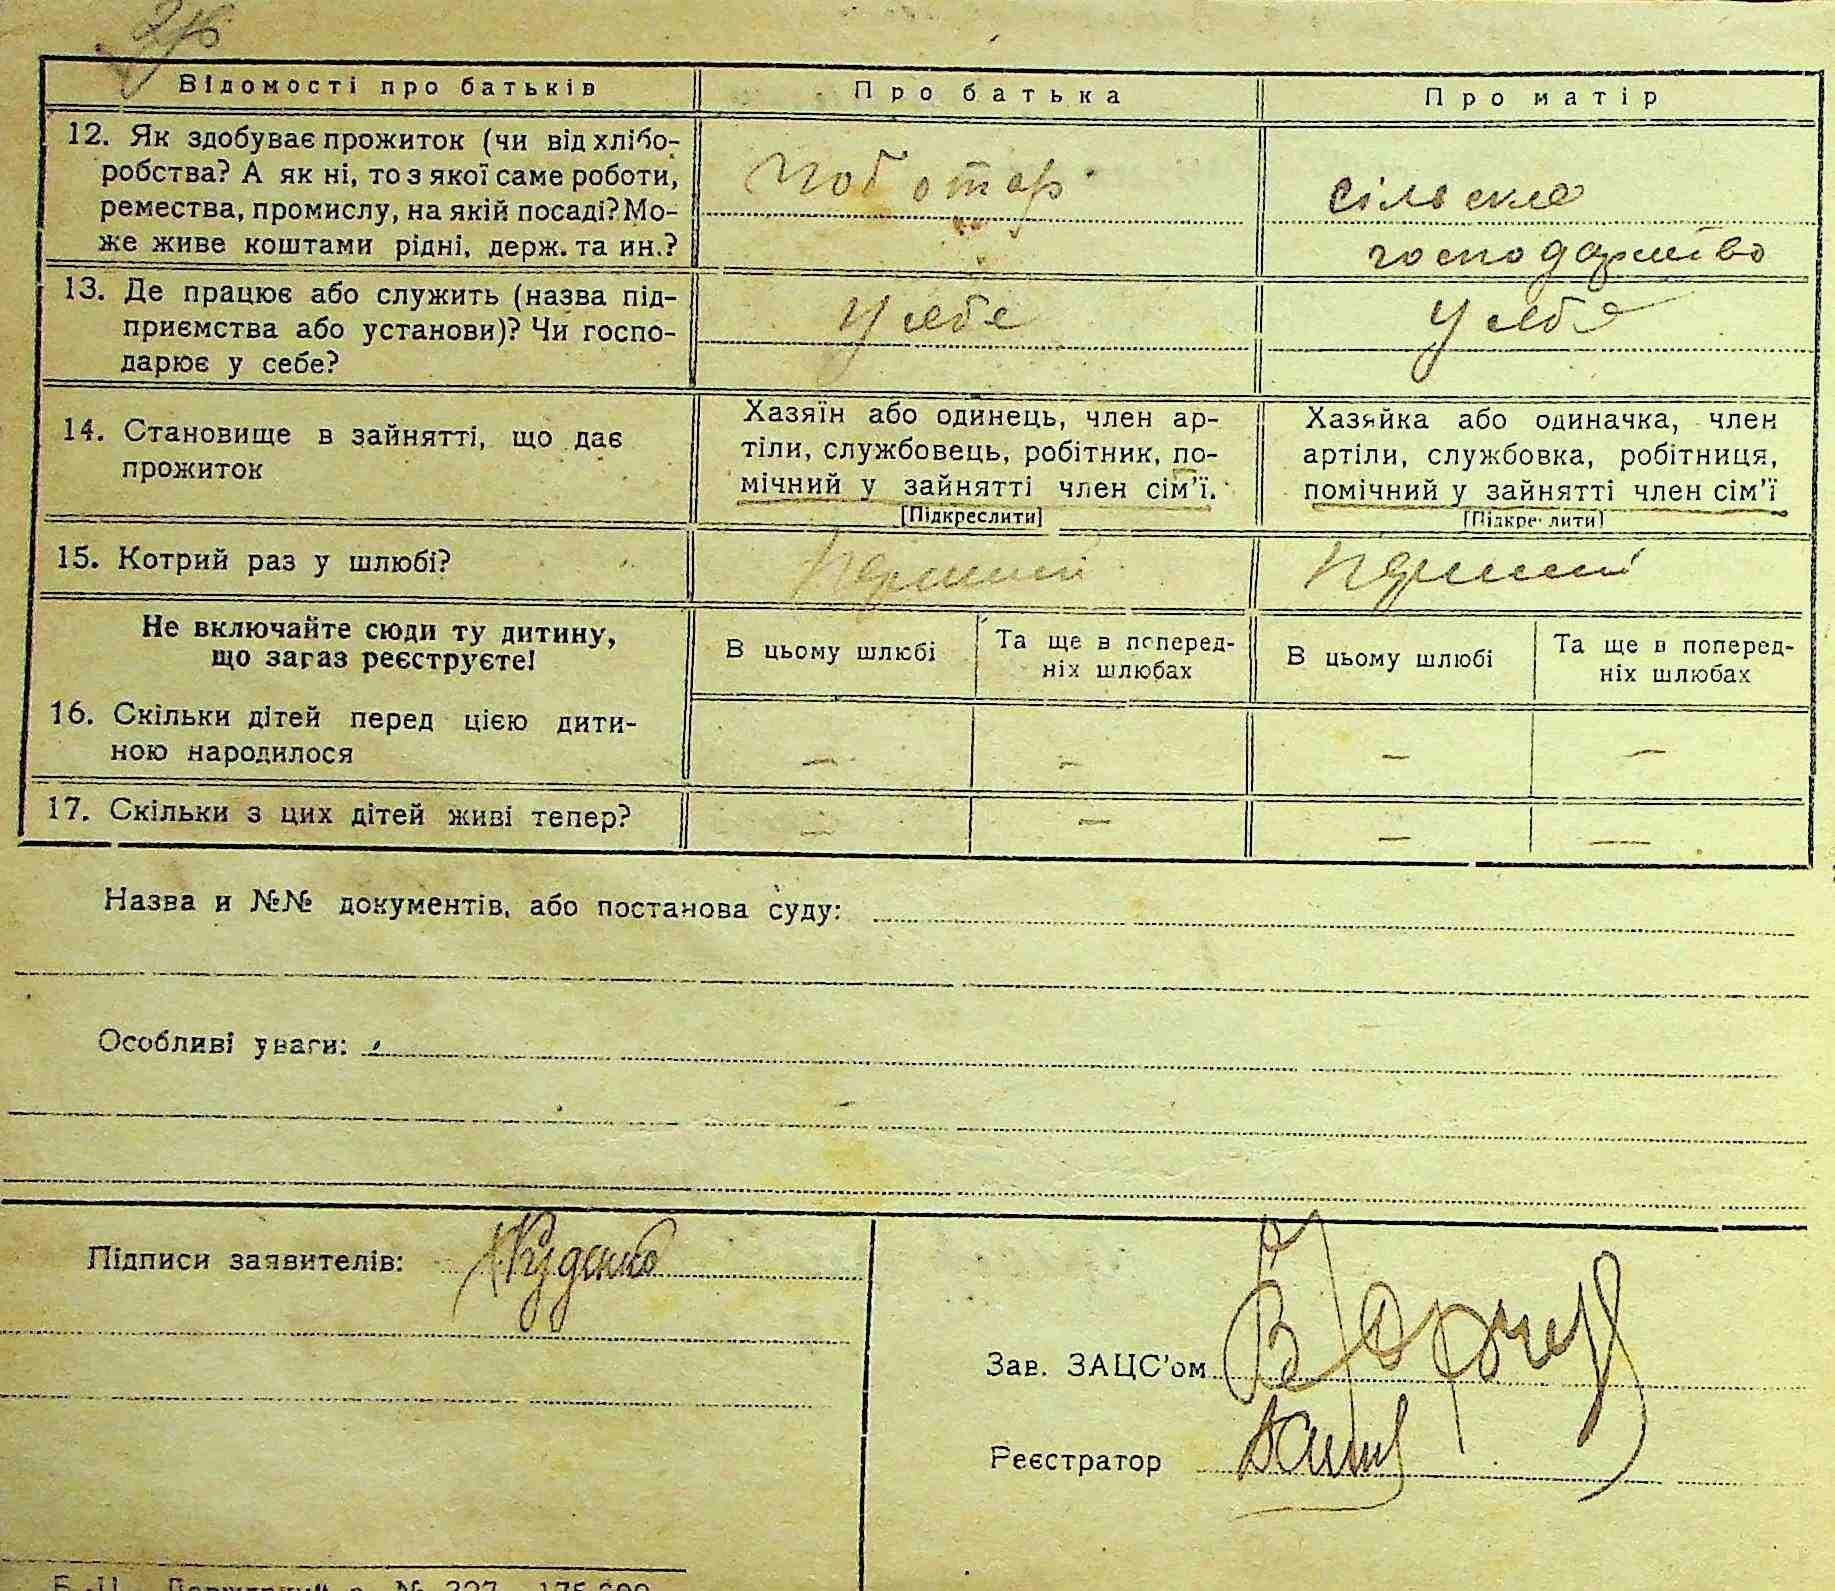 Відомості про батьків
Про батька
Про матір
12. Як здобуває прожиток (чи від хлібо-
робства? А як ні, то з якої саме роботи,
ремества, промислу, на якій посаді? Мо-
же живе коштами рідні, держ. та ин.?
сільске
господарство
13. Де працює або служить (назва під-
приємства або установи)? Чи госпо-
дарює у себе?
у себе
у себе
14. Становище в зайнятті, що дає
прожиток
Хазяїн або одинець, член ар-
тіли, службовець, робітник, по-
мічний у зайнятті член сім'ї.
[Підкреслити]
Хазяйка або одиначка, член
артіли, службовка, робітниця,
помічний у зайнятті член сім'ї
[Підкреслити]
15. Котрий раз у шлюбі?
перший
перший
Не включайте сюди ту дитину,
що зараз реєструєте!
В цьому шлюбі
Та ще в поперед-
ніх шлюбах
В цьому шлюбі
Та ще в поперед-
ніх шлюбах
16. Скільки дітей перед цією дити-
ною народилося
— — — —
17. Скільки з цих дітей живі тепер?
— — — —
Назва и №№ документів, або постанова суду:
Особливі уваги:
Підписи заявителів:
Зав. ЗАЦС'ом
Реєстратор